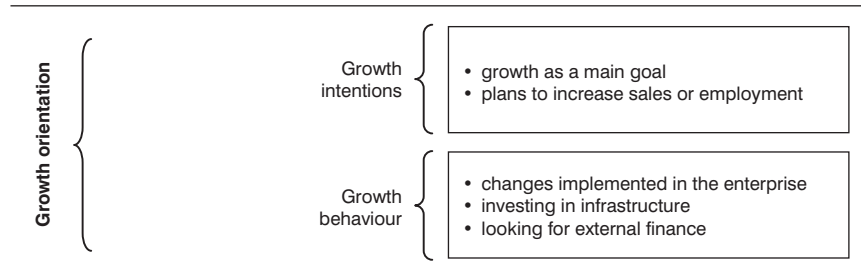 Growth orientation
Growth
intentions
• growth as a main goal
• plans to increase sales or employment
Growth
behaviour
• changes implemented in the enterprise
• investing in infrastructure
• looking for external finance